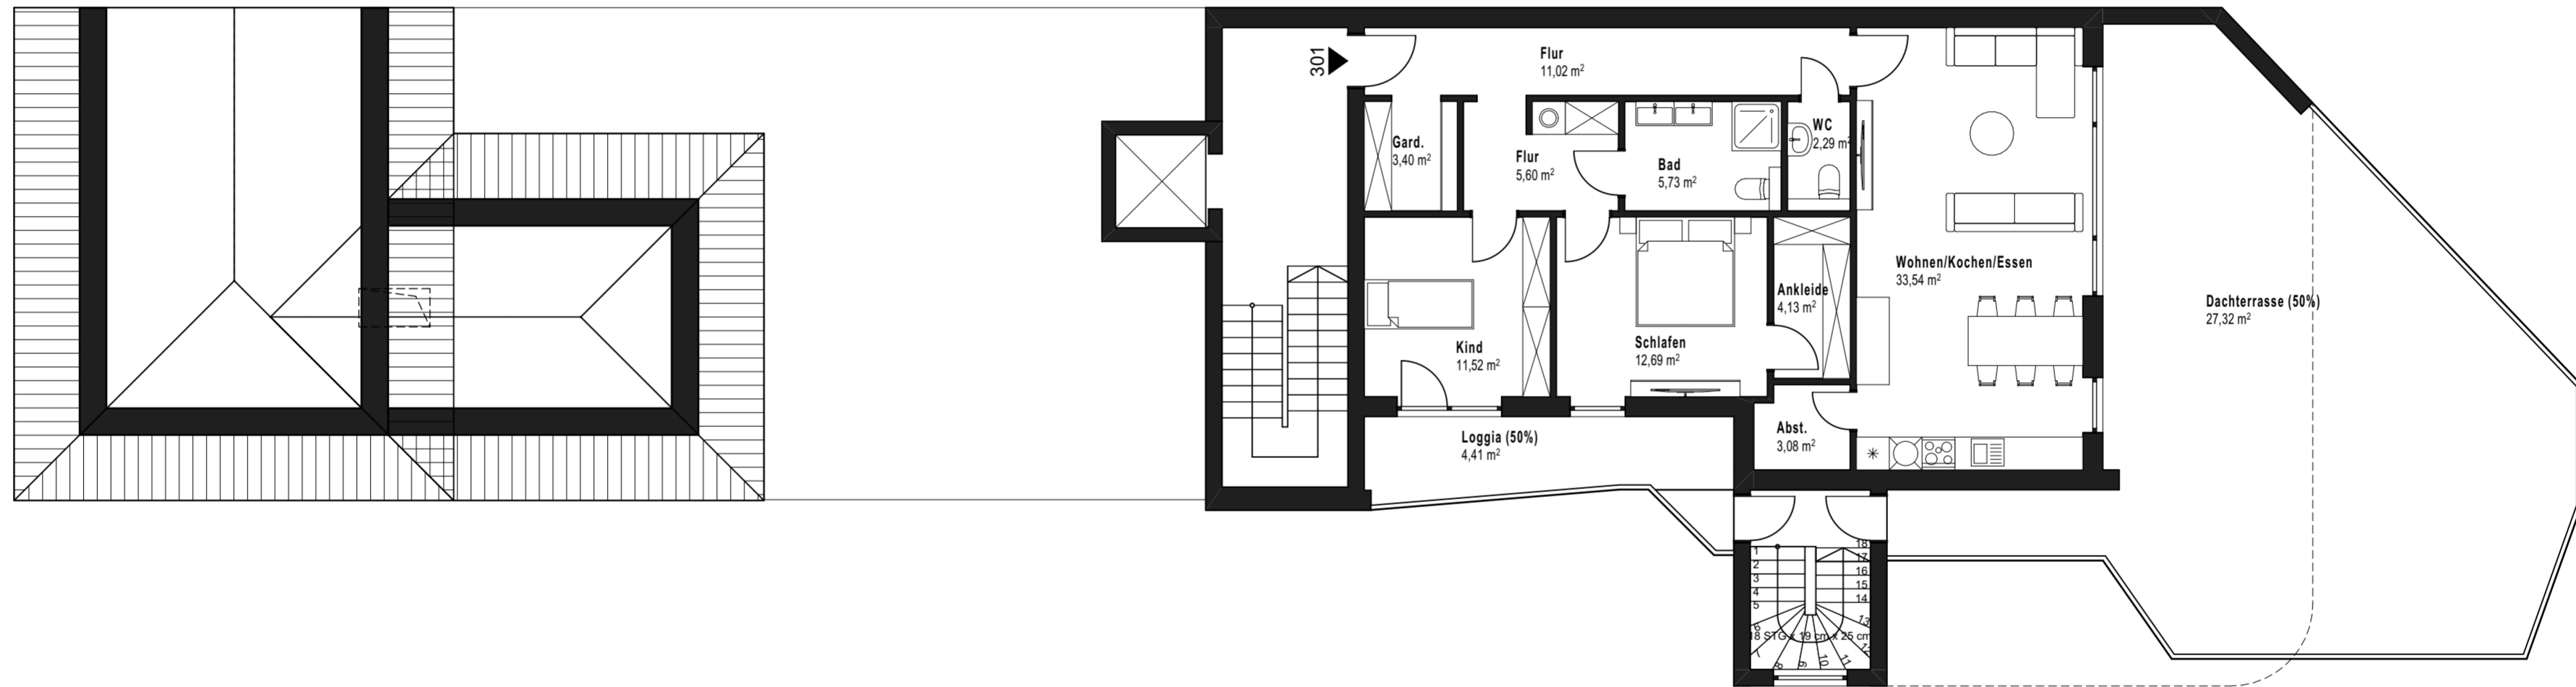 301
Flur
11,02 m²
Gard.
3,40 m²
Flur
5,60 m²
Bad
5,73 m²
WC
2,29 m²
Wohnen/Kochen/Essen
33,54 m²
Dachterrasse (50%)
27,32 m²
Ankleide
4,13 m²
Kind
11,52 m²
Schlafen
12,69 m²
Loggia (50%)
4,41 m²
Abst.
3,08 m²
1
2
3
4
5
6
7
8
9
10
11
12
13
14
15
16
17
18
18 STG x 19 cm x 25 cm